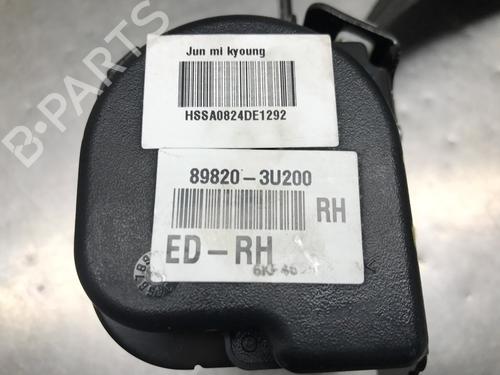 Jun mi kyoung
HSSA0824DE1292
89820-3U200
RH
ED-RH
B-PARTS